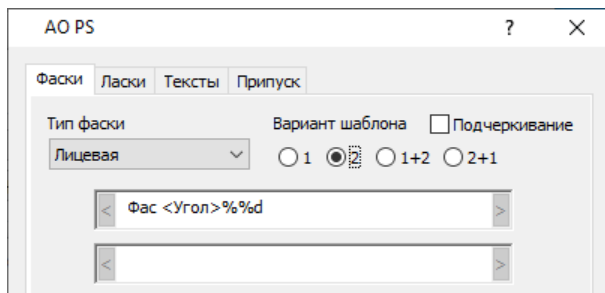 AO PS ?
Фаски Ласки Тексты Припуск
Тип фаски Вариант шаблона Подчеркивание
Лицевая 1 2 1+2 2+1
< Фас <Угол>%%d >
< >